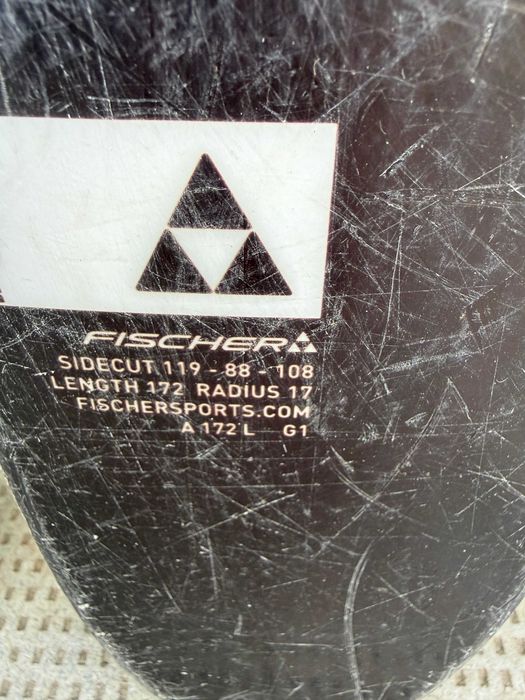 FISCHER
SIDECUT 119 - 88 - 108
LENGTH 172 RADIUS 17
FISCHERSPORTS.COM
A 172 L G1